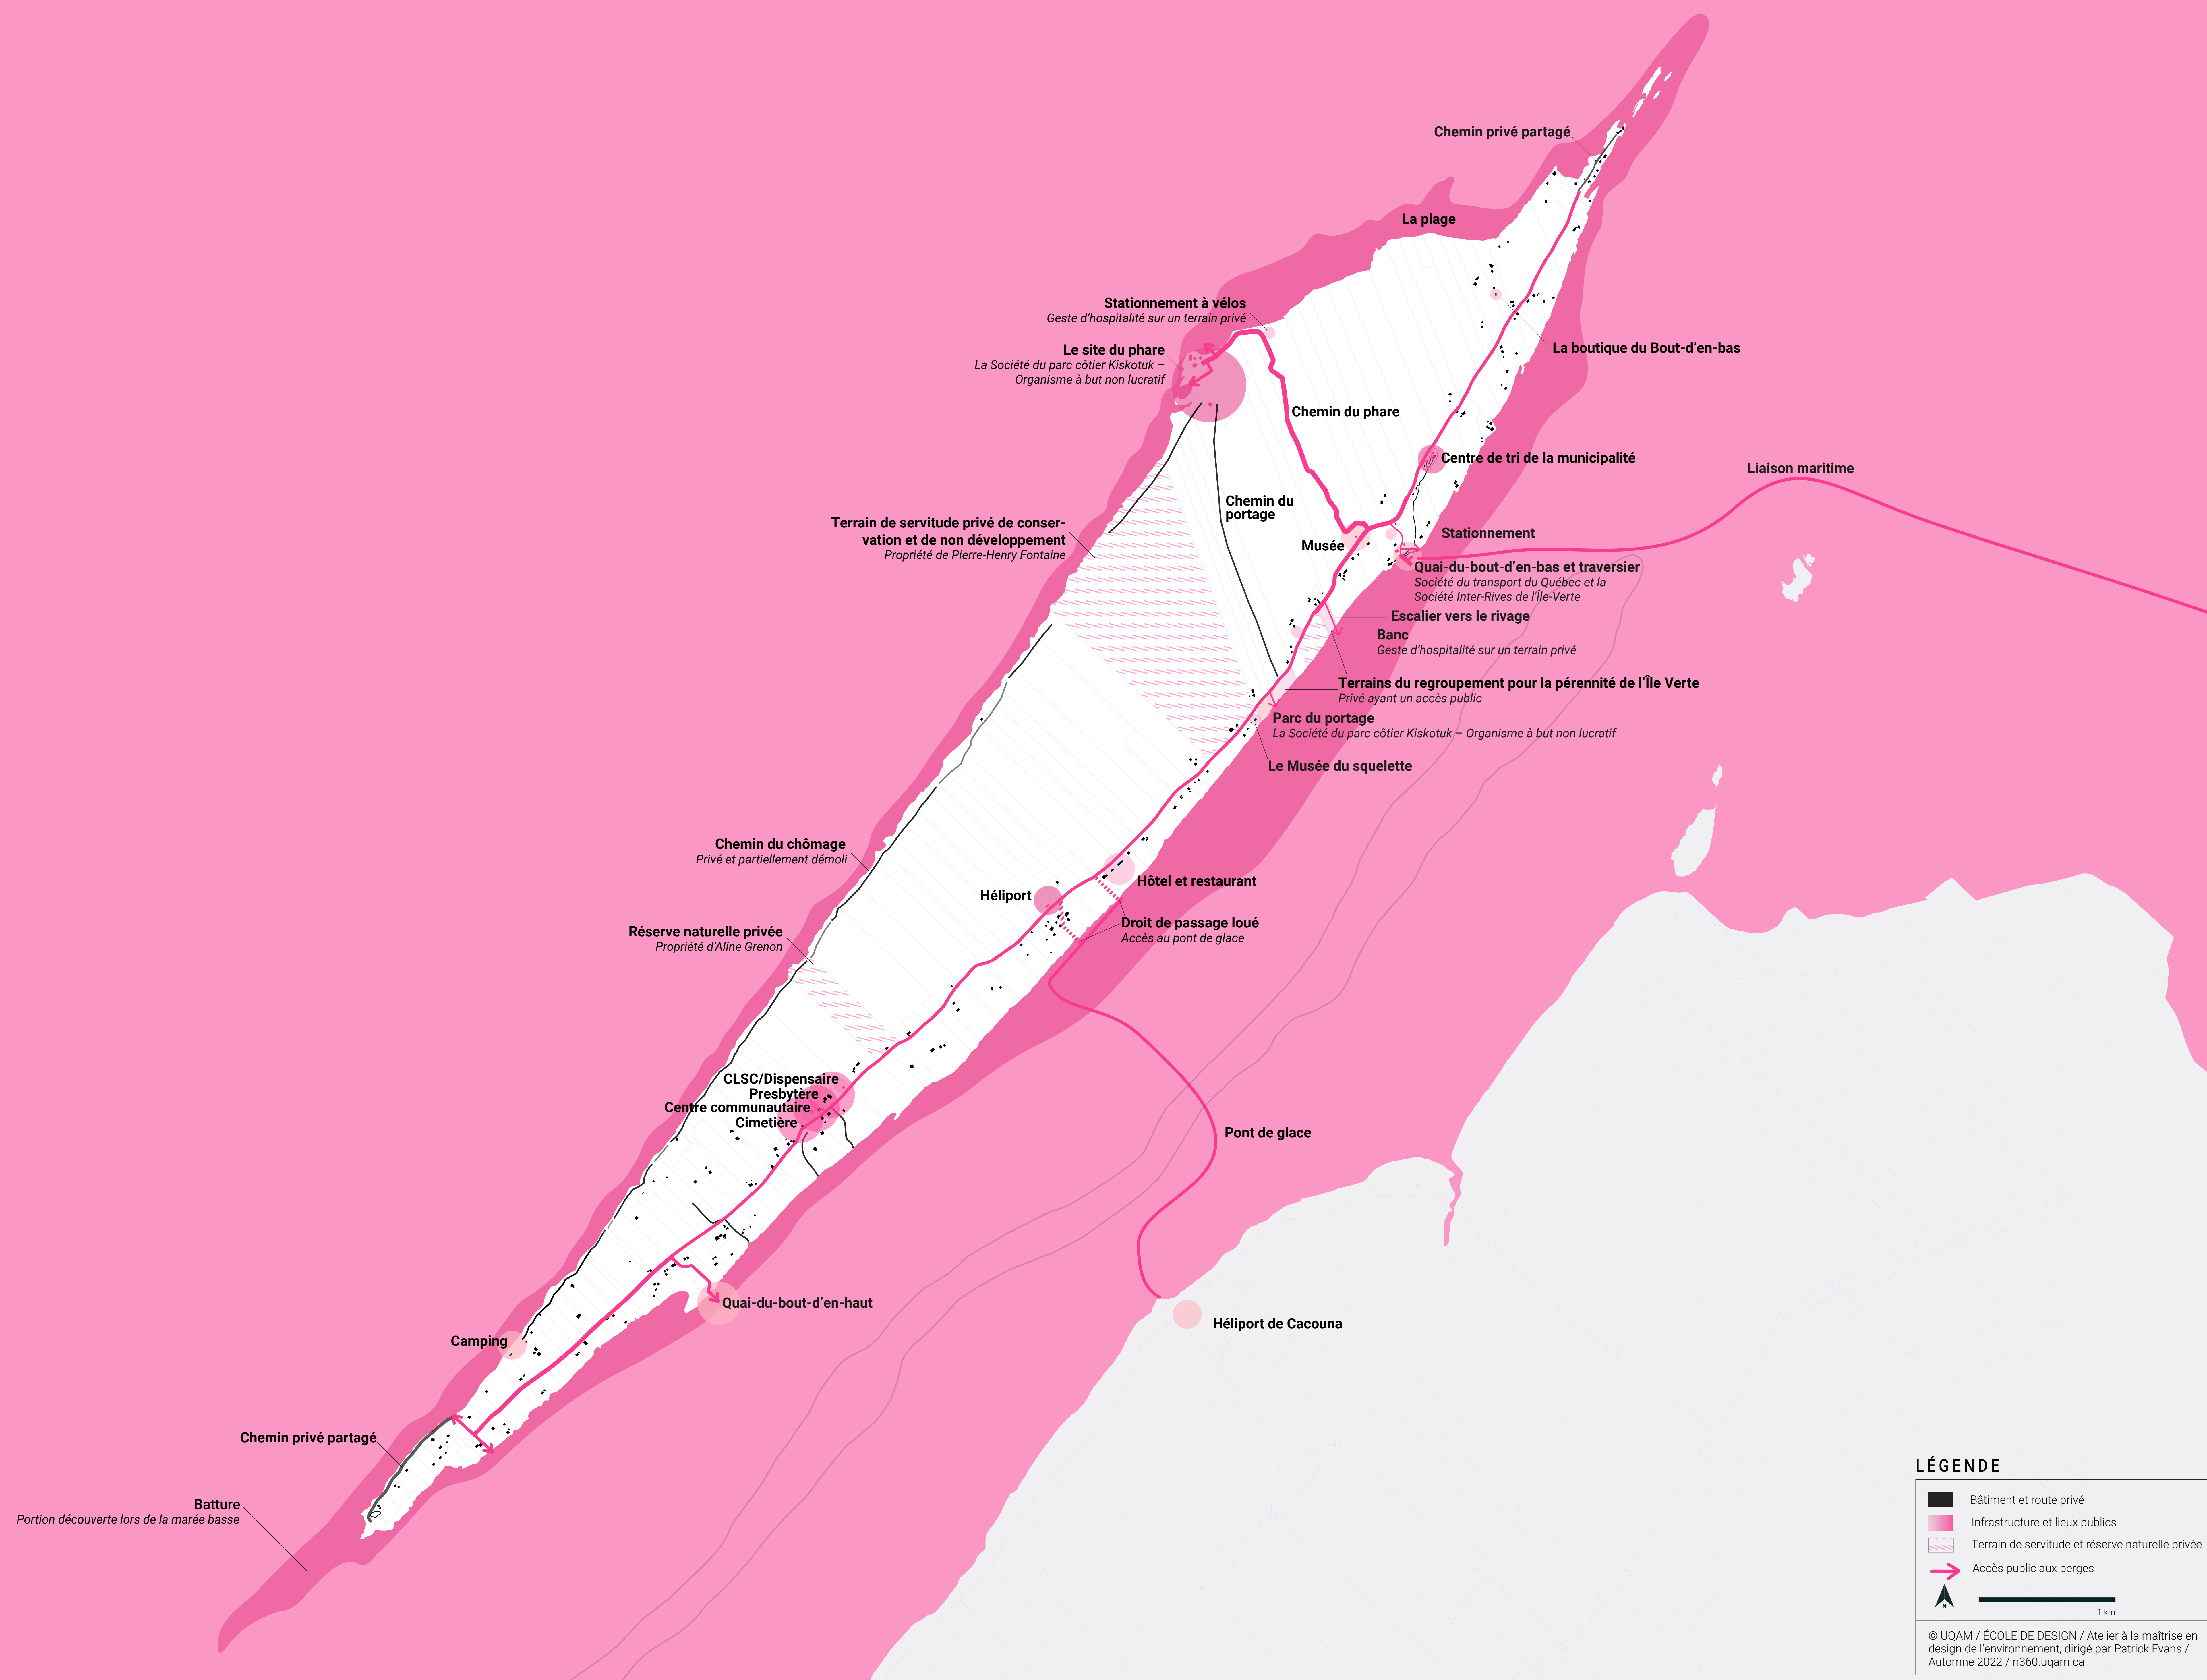 Chemin privé partagé
La plage
Stationnement à vélos
Geste d’hospitalité sur un terrain privé
Le site du phare
La Société du parc côtier Kiskotuk –
Organisme à but non lucratif
La boutique du Bout-d’en-bas
Chemin du phare
Centre de tri de la municipalité
Liaison maritime
Chemin du
portage
Terrain de servitude privé de conser-
vation et de non développement
Propriété de Pierre-Henry Fontaine
Stationnement
Musée
Quai-du-bout-d’en-bas et traversier
Société du transport du Québec et la
Société Inter-Rives de l’Île-Verte
Escalier vers le rivage
Banc
Geste d’hospitalité sur un terrain privé
Terrains du regroupement pour la pérennité de l’Île Verte
Privé ayant un accès public
Parc du portage
La Société du parc côtier Kiskotuk – Organisme à but non lucratif
Le Musée du squelette
Chemin du chômage
Privé et partiellement démoli
Hôtel et restaurant
Héliport
Droit de passage loué
Accès au pont de glace
Réserve naturelle privée
Propriété d’Aline Grenon
CLSC/Dispensaire
Presbytère
Centre communautaire
Cimetière
Pont de glace
Quai-du-bout-d’en-haut
Héliport de Cacouna
Camping
Chemin privé partagé
Batture
Portion découverte lors de la marée basse
LÉGENDE
Bâtiment et route privé
Infrastructure et lieux publics
Terrain de servitude et réserve naturelle privée
Accès public aux berges
N
1 km
© UQAM / ÉCOLE DE DESIGN / Atelier à la maîtrise en
design de l’environnement, dirigé par Patrick Evans /
Automne 2022 / n360.uqam.ca